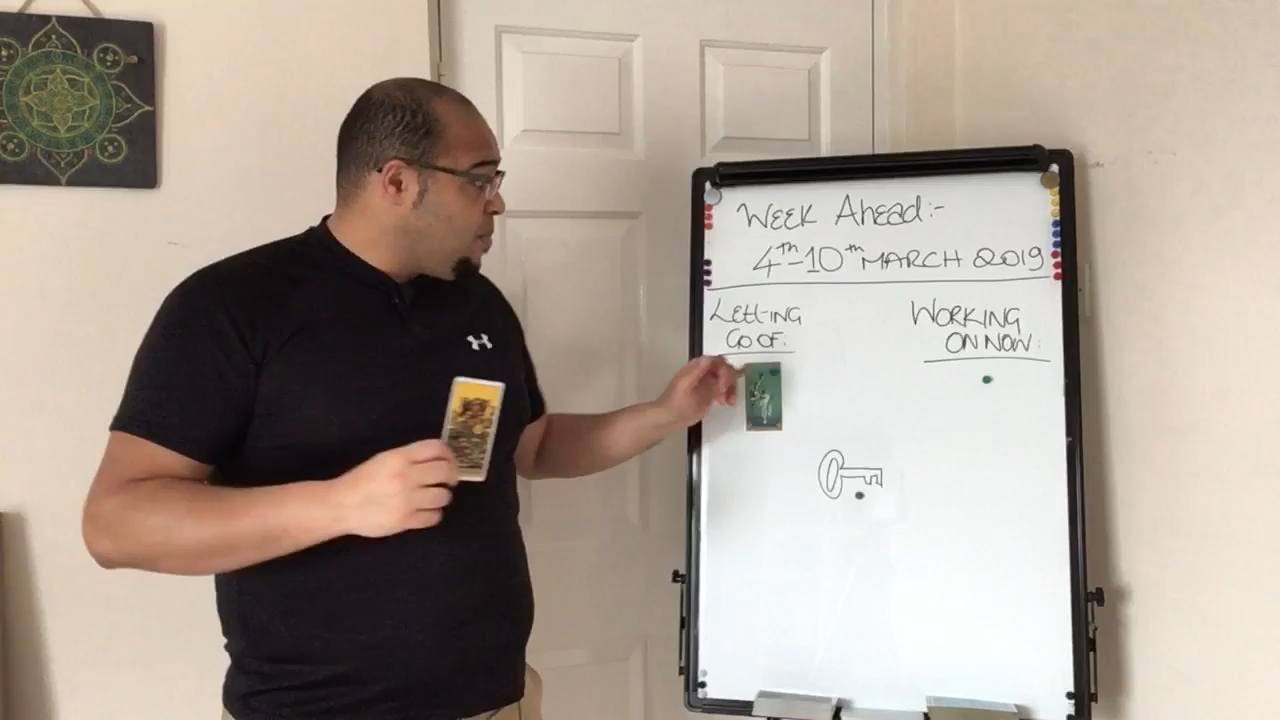 Week Ahead:-
4th-10th MARCH 2019
Letting
Go OF:
WORKING
ON NOW: